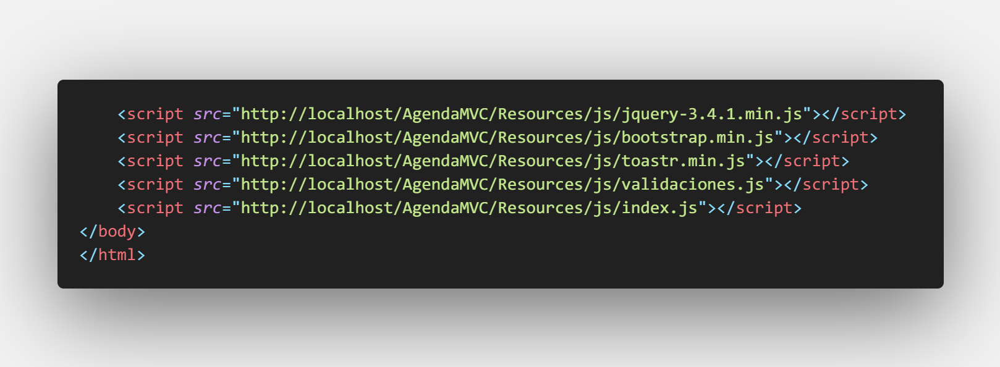 <script src="http://localhost/AgendaMVC/Resources/js/jquery-3.4.1.min.js"></script>
<script src="http://localhost/AgendaMVC/Resources/js/bootstrap.min.js"></script>
<script src="http://localhost/AgendaMVC/Resources/js/toastr.min.js"></script>
<script src="http://localhost/AgendaMVC/Resources/js/validaciones.js"></script>
<script src="http://localhost/AgendaMVC/Resources/js/index.js"></script>
</body>
</html>